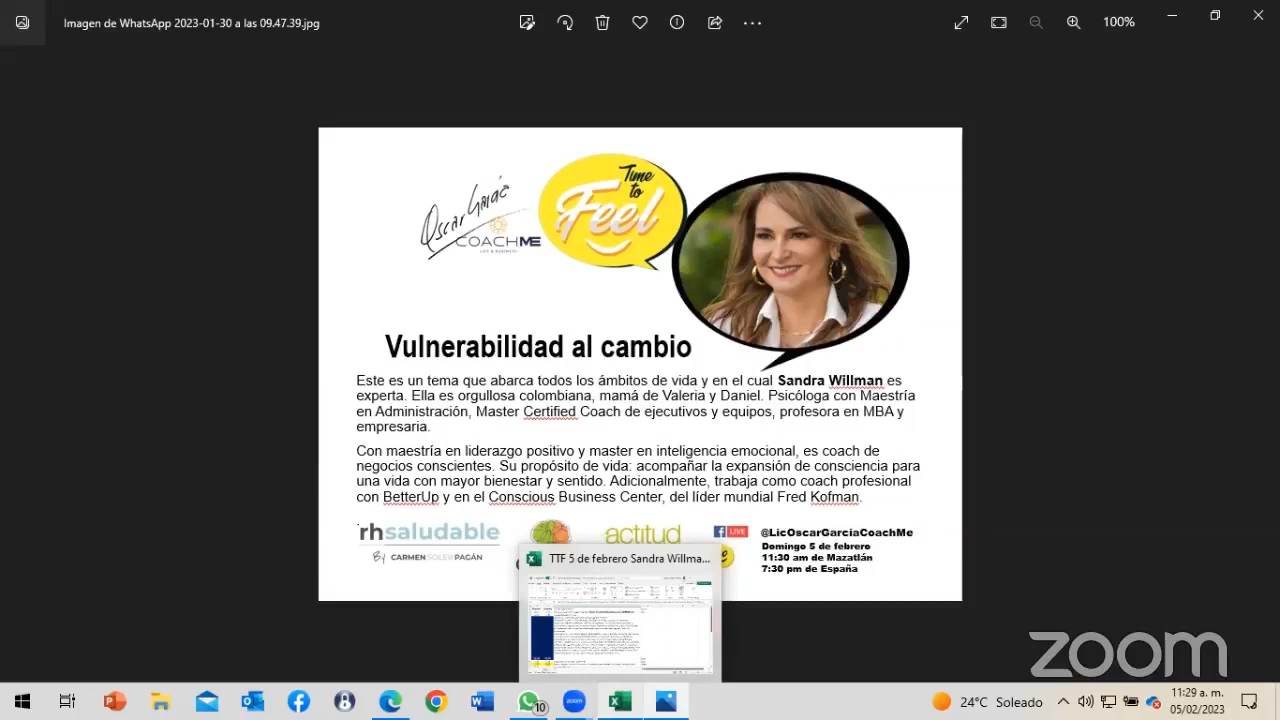 Imagen de WhatsApp 2023-01-30 a las 09.47.39.jpg
100%
Oscar García
COACHME
LIFE & BUSINESS
Time
to
Feel
Vulnerabilidad al cambio
Este es un tema que abarca todos los ámbitos de vida y en el cual Sandra Willman es
experta. Ella es orgullosa colombiana, mamá de Valeria y Daniel. Psicóloga con Maestría
en Administración, Master Certified Coach de ejecutivos y equipos, profesora en MBA y
empresaria.
Con maestría en liderazgo positivo y master en inteligencia emocional, es coach de
negocios conscientes. Su propósito de vida: acompañar la expansión de consciencia para
una vida con mayor bienestar y sentido. Adicionalmente, trabaja como coach profesional
con BetterUp y en el Conscious Business Center, del líder mundial Fred Kofman.
rhsaludable
By CARMEN SOLER PAGÁN
actitud
LIVE
@LicOscarGarciaCoachMe
Domingo 5 de febrero
11:30 am de Mazatlán
7:30 pm de España
TTF 5 de febrero Sandra Willma...
zoom
10
zoom
24°C Soleado
11:29 a. m.
05/02/2023